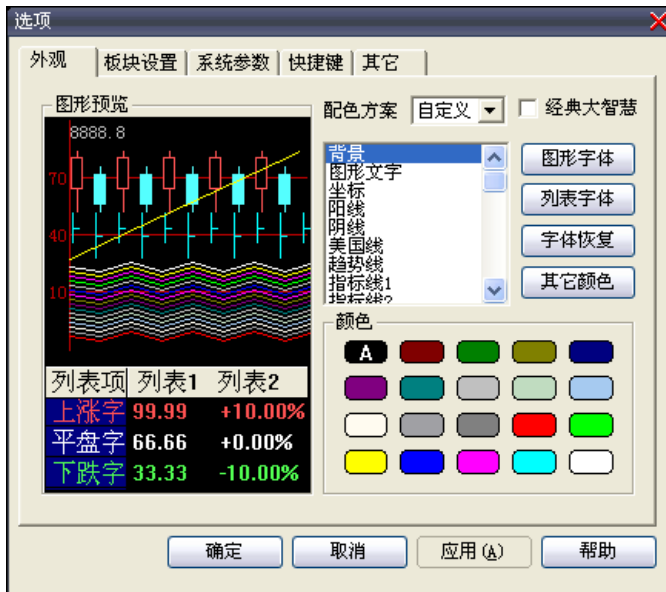 选项
外观 板块设置 系统参数 快捷键 其它
图形预览
8888.8
70
40
10
列表项 列表1 列表2
上涨字 99.99 +10.00%
平盘字 66.66 +0.00%
下跌字 33.33 -10.00%
配色方案 自定义 经典大智慧
背景
图形文字
坐标
阳线
阴线
美国线
趋势线
指标线1
指标线2
图形字体
列表字体
字体恢复
其它颜色
颜色
A
确定 取消 应用(A) 帮助